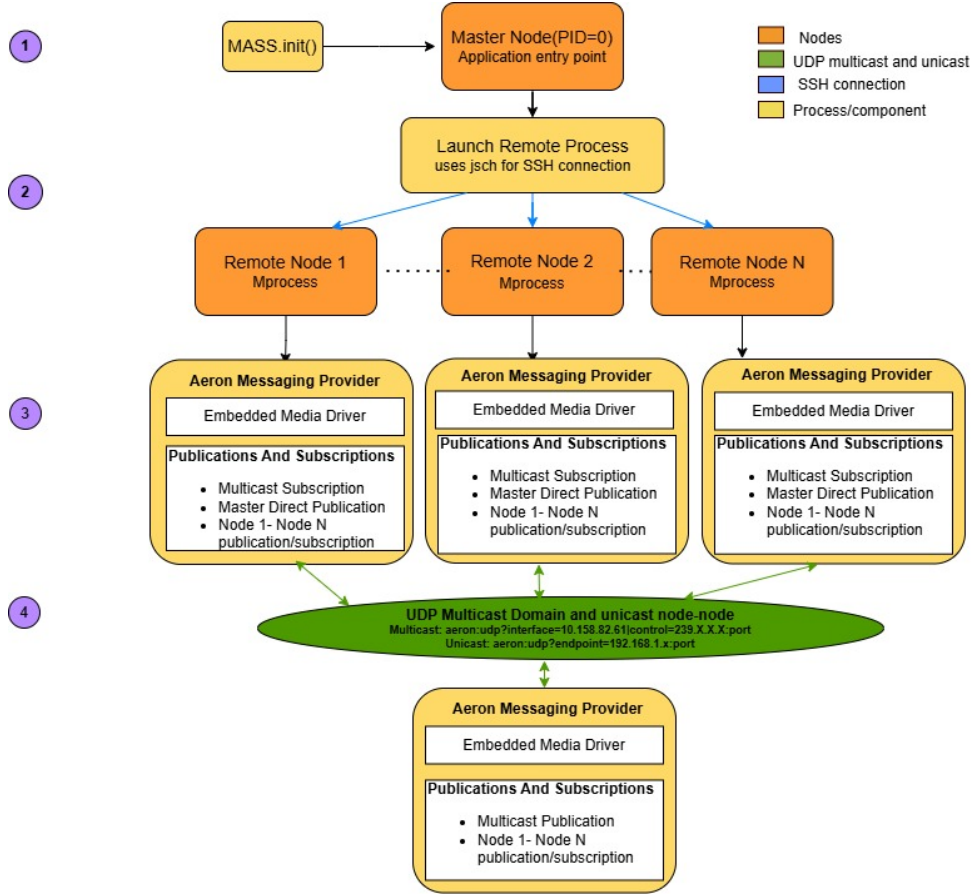 1
MASS.init()
Master Node(PID=0)
Application entry point
Nodes
UDP multicast and unicast
SSH connection
Process/component
Launch Remote Process
uses jsch for SSH connection
2
Remote Node 1
Mprocess
Remote Node 2
Mprocess
Remote Node N
Mprocess
3
Aeron Messaging Provider
Embedded Media Driver
Publications And Subscriptions
• Multicast Subscription
• Master Direct Publication
• Node 1- Node N
publication/subscription
Aeron Messaging Provider
Embedded Media Driver
Publications And Subscriptions
• Multicast Subscription
• Master Direct Publication
• Node 1- Node N
publication/subscription
Aeron Messaging Provider
Embedded Media Driver
Publications And Subscriptions
• Multicast Subscription
• Master Direct Publication
• Node 1- Node N
publication/subscription
4
UDP Multicast Domain and unicast node-node
Multicast: aeron:udp?interface=10.158.82.61|control=239.X.X.X:port
Unicast: aeron:udp?endpoint=192.168.1.x:port
Aeron Messaging Provider
Embedded Media Driver
Publications And Subscriptions
• Multicast Publication
• Node 1- Node N
publication/subscription